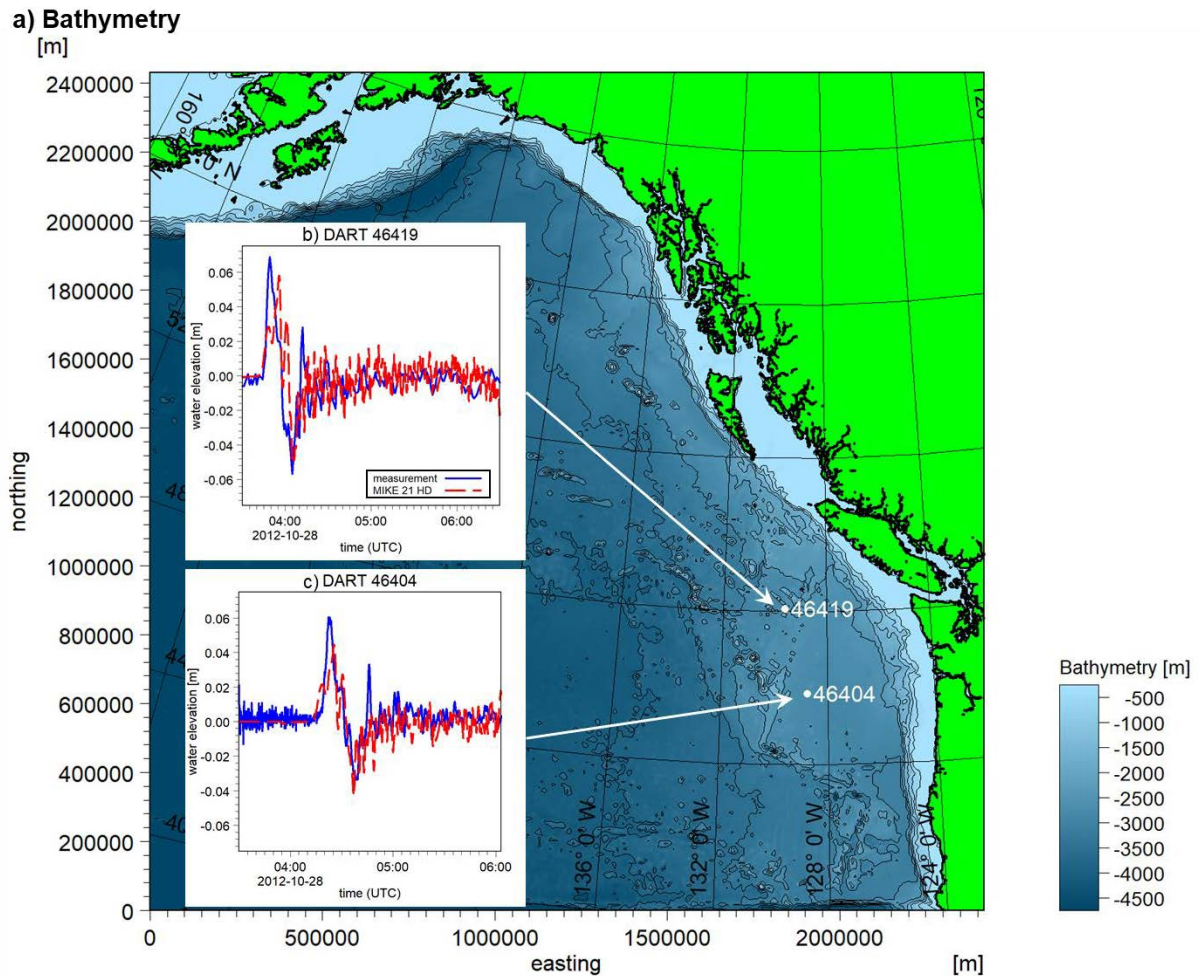 a) Bathymetry
[m]
2400000
2200000
2000000
1800000
1600000
1400000
1200000
1000000
800000
600000
400000
200000
0
northing
160°
b) DART 46419
0.06
0.04
0.02
0.00
-0.02
-0.04
-0.06
water elevation [m]
measurement
MIKE 21 HD
04:00
05:00
06:00
2012-10-28
time (UTC)
c) DART 46404
0.06
0.04
0.02
0.00
-0.02
-0.04
-0.06
water elevation [m]
04:00
05:00
06:00
2012-10-28
time (UTC)
46419
46404
136° 0' W
132° 0' W
128° 0' W
124° 0' W
0
500000
1000000
1500000
2000000
[m]
easting
Bathymetry [m]
-500
-1000
-1500
-2000
-2500
-3000
-3500
-4000
-4500